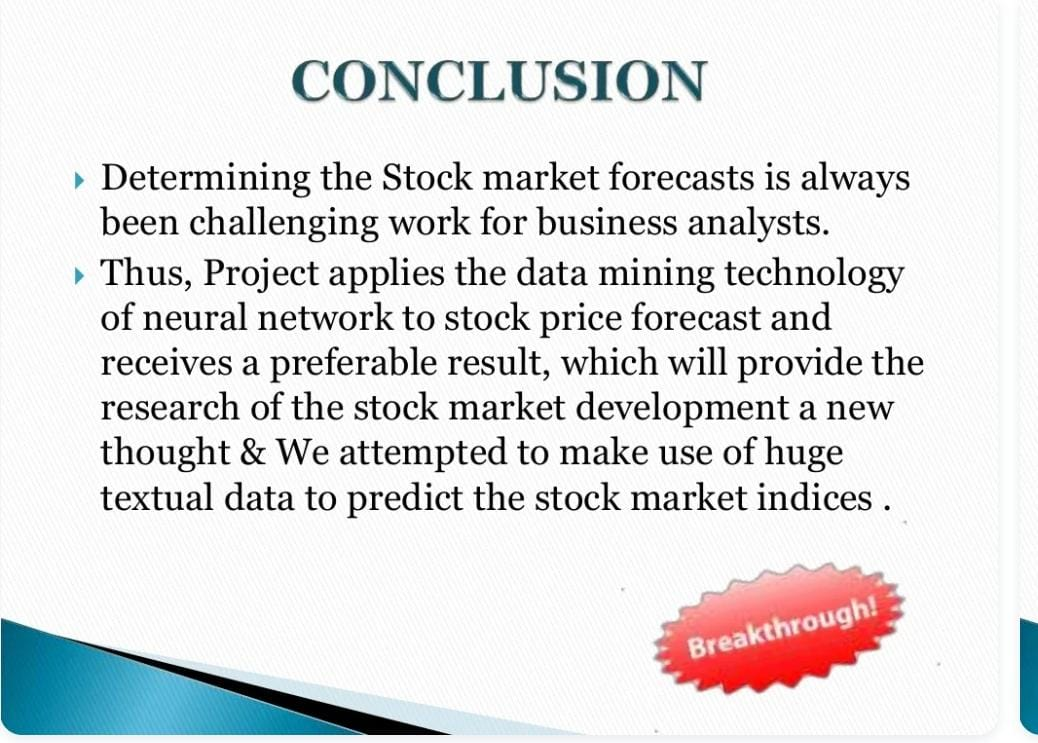 CONCLUSION
Determining the Stock market forecasts is always
been challenging work for business analysts.
Thus, Project applies the data mining technology
of neural network to stock price forecast and
receives a preferable result, which will provide the
research of the stock market development a new
thought & We attempted to make use of huge
textual data to predict the stock market indices .
Breakthrough!